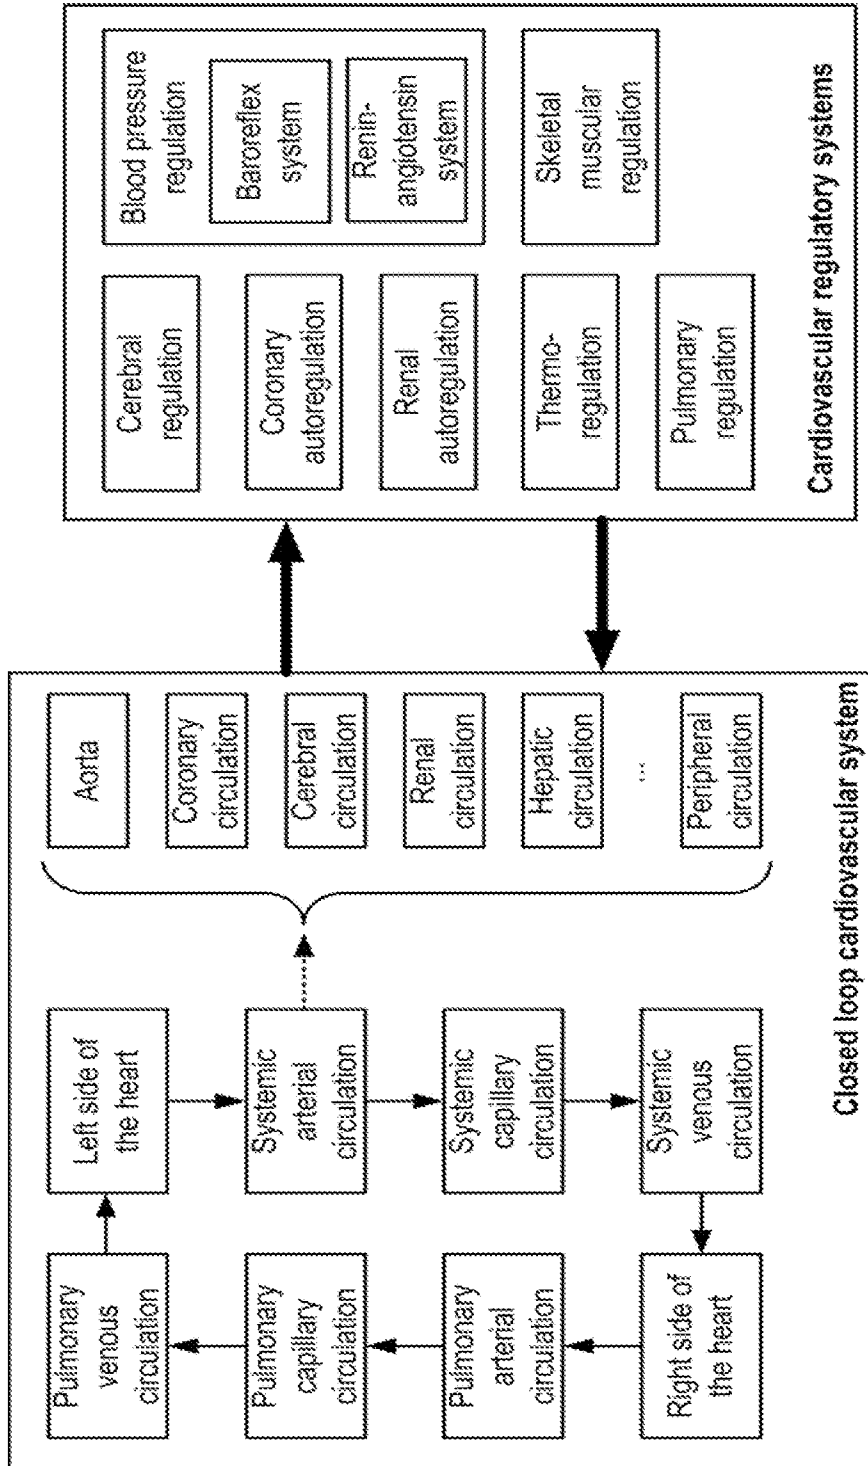 Pulmonary
venous
circulation
Left side of
the heart
Pulmonary
capillary
circulation
Systemic
arterial
circulation
Pulmonary
arterial
circulation
Systemic
capillary
circulation
Right side of
the heart
Systemic
venous
circulation
Aorta
Coronary
circulation
Cerebral
circulation
Renal
circulation
Hepatic
circulation
...
Peripheral
circulation
Closed loop cardiovascular system
Cerebral
regulation
Coronary
autoregulation
Renal
autoregulation
Thermo-
regulation
Pulmonary
regulation
Blood pressure
regulation
Baroreflex
system
Renin-
angiotensin
system
Skeletal
muscular
regulation
Cardiovascular regulatory systems